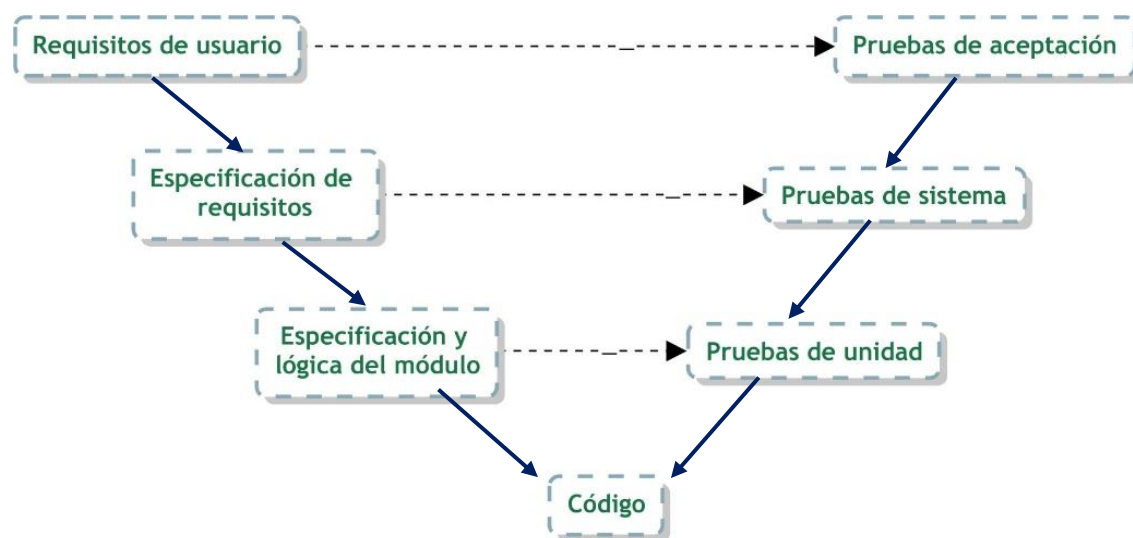 Requisitos de usuario
Pruebas de aceptación
Especificación de
requisitos
Pruebas de sistema
Especificación y
lógica del módulo
Pruebas de unidad
Código